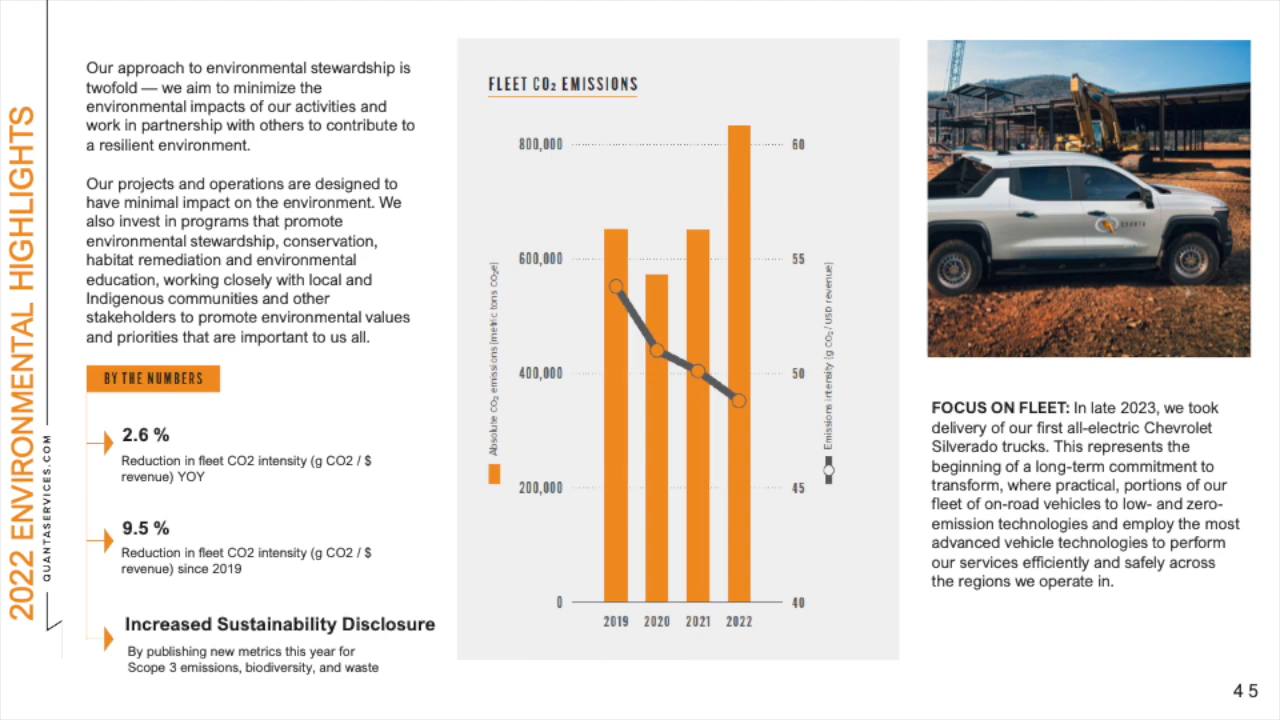 2022 ENVIRONMENTAL HIGHLIGHTS
QUANTASERVICES.COM
Our approach to environmental stewardship is
twofold — we aim to minimize the
environmental impacts of our activities and
work in partnership with others to contribute to
a resilient environment.
Our projects and operations are designed to
have minimal impact on the environment. We
also invest in programs that promote
environmental stewardship, conservation,
habitat remediation and environmental
education, working closely with local and
Indigenous communities and other
stakeholders to promote environmental values
and priorities that are important to us all.
BY THE NUMBERS
2.6 %
Reduction in fleet CO2 intensity (g CO2 / $
revenue) YOY
9.5 %
Reduction in fleet CO2 intensity (g CO2 / $
revenue) since 2019
Increased Sustainability Disclosure
By publishing new metrics this year for
Scope 3 emissions, biodiversity, and waste
FLEET CO₂ EMISSIONS
Absolute CO₂ emissions (metric tons CO₂e)
800,000
600,000
400,000
200,000
0
60
55
50
45
40
Emissions intensity (g CO₂ / USD revenue)
2019 2020 2021 2022
QUANTA
FOCUS ON FLEET: In late 2023, we took
delivery of our first all-electric Chevrolet
Silverado trucks. This represents the
beginning of a long-term commitment to
transform, where practical, portions of our
fleet of on-road vehicles to low- and zero-
emission technologies and employ the most
advanced vehicle technologies to perform
our services efficiently and safely across
the regions we operate in.
45